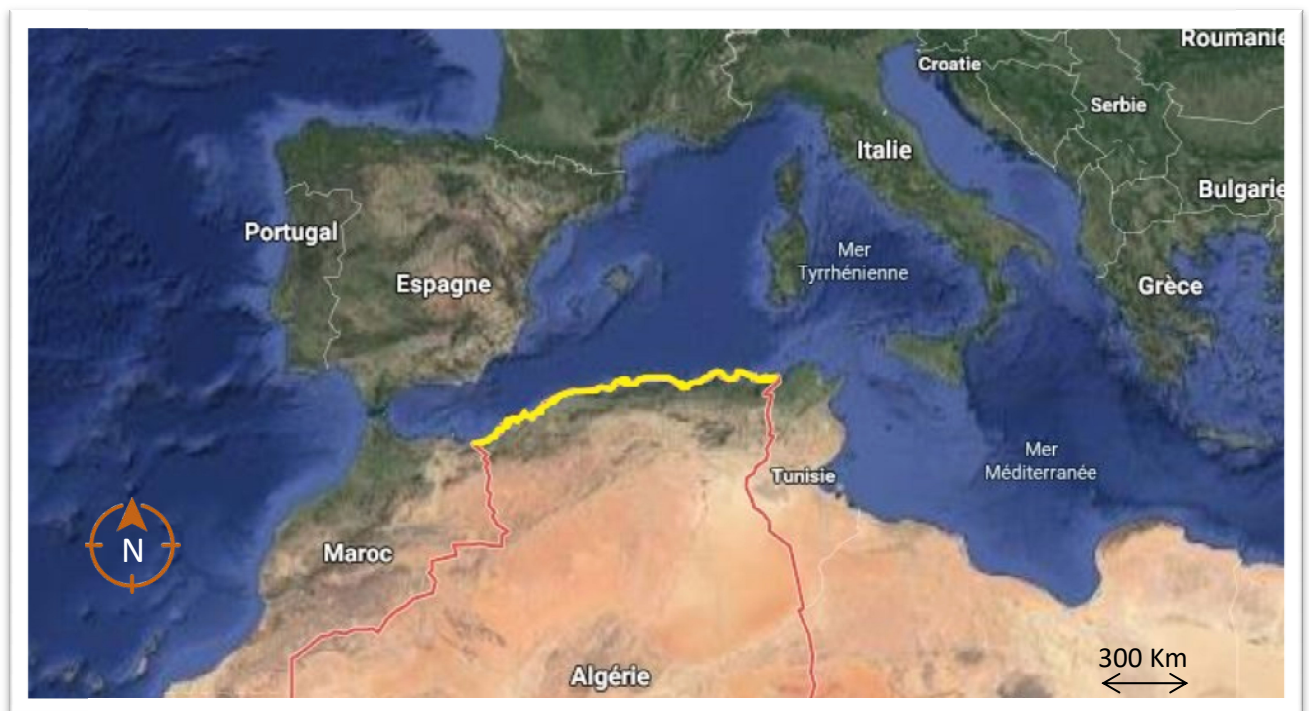 Roumanie
Croatie
Serbie
Italie
Bulgarie
Portugal
Mer
Tyrrhénienne
Espagne
Grèce
Mer
Méditerranée
Tunisie
N
Maroc
300 Km
Algérie